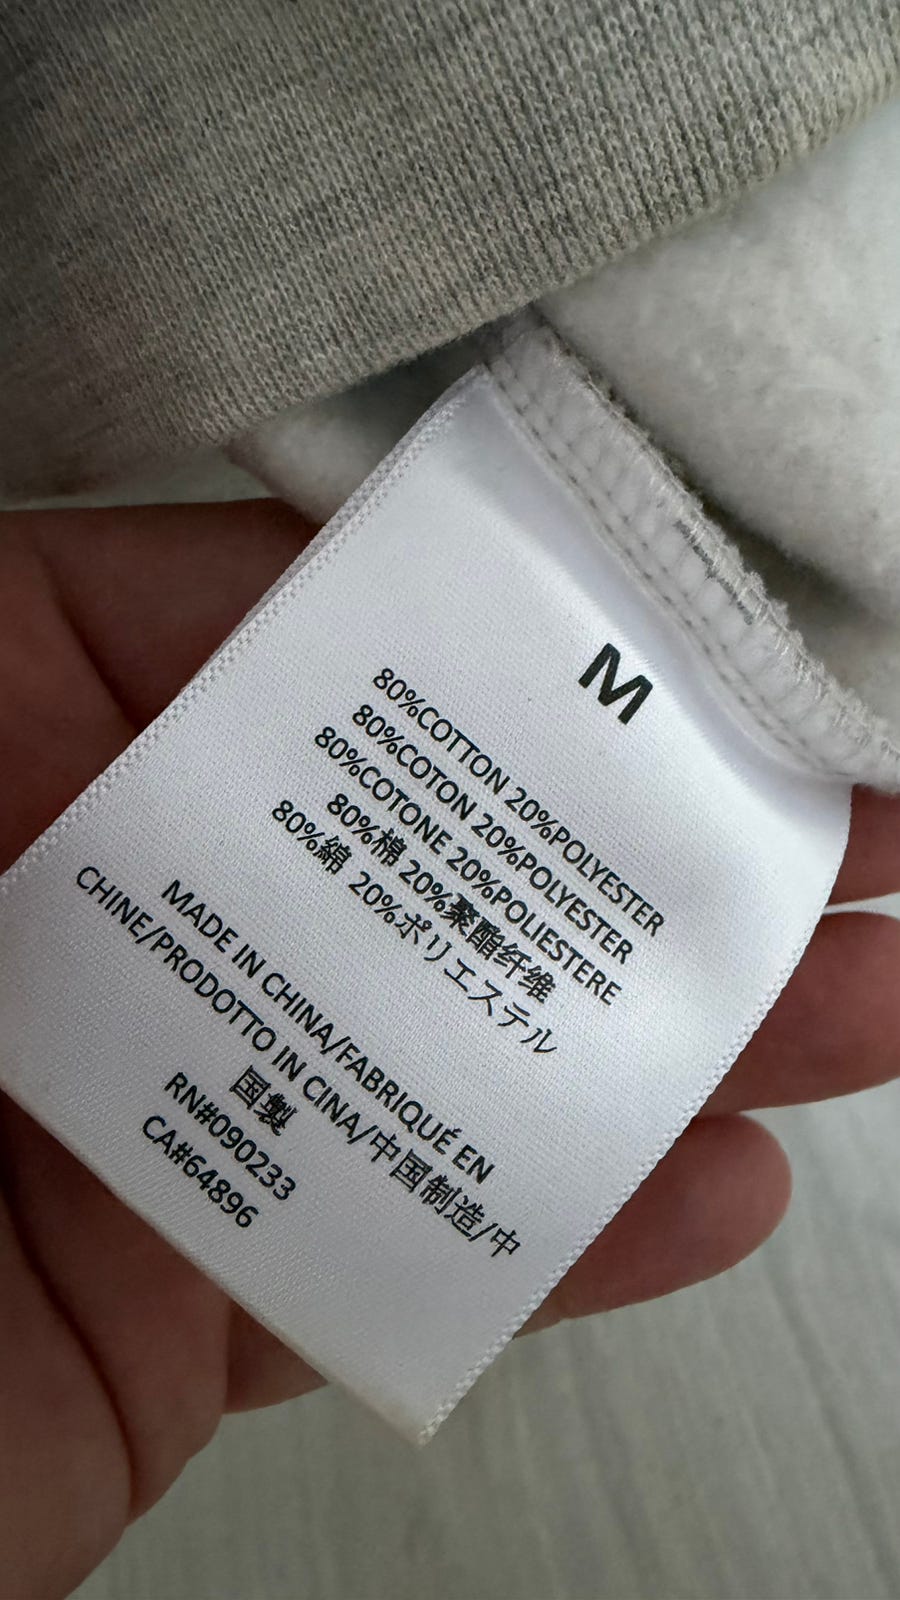 M
80%COTTON 20%POLYESTER
80%COTON 20%POLYESTER
80%COTONE 20%POLIESTERE
80%棉 20%聚酯纤维
80%綿 20%ポリエステル
MADE IN CHINA/FABRIQUÉ EN
CHINE/PRODOTTO IN CINA/中国制造/中
国製
RN#090233
CA#64896